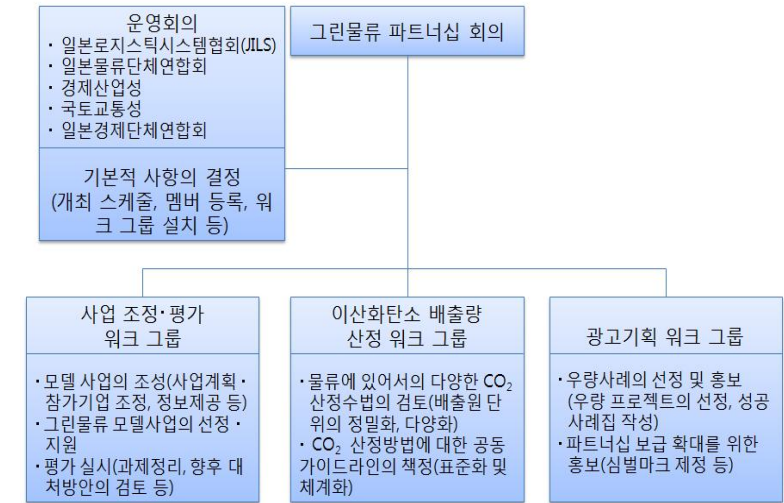 운영회의
· 일본로지스틱시스템협회(JILS)
· 일본물류단체연합회
· 경제산업성
· 국토교통성
· 일본경제단체연합회
기본적 사항의 결정
(개최 스케줄, 멤버 등록, 워
크 그룹 설치 등)
그린물류 파트너십 회의
사업 조정·평가
워크 그룹
· 모델 사업의 조성(사업계획·
참가기업 조정, 정보제공 등)
· 그린물류 모델사업의 선정·
지원
· 평가 실시(과제정리, 향후 대
처방안의 검토 등)
이산화탄소 배출량
산정 워크 그룹
· 물류에 있어서의 다양한 CO₂
산정수법의 검토(배출원 단
위의 정밀화, 다양화)
· CO₂ 산정방법에 대한 공동
가이드라인의 책정(표준화 및
체계화)
광고기획 워크 그룹
· 우량사례의 선정 및 홍보
(우량 프로젝트의 선정, 성공
사례집 작성)
· 파트너십 보급 확대를 위한
홍보(심벌마크 제정 등)